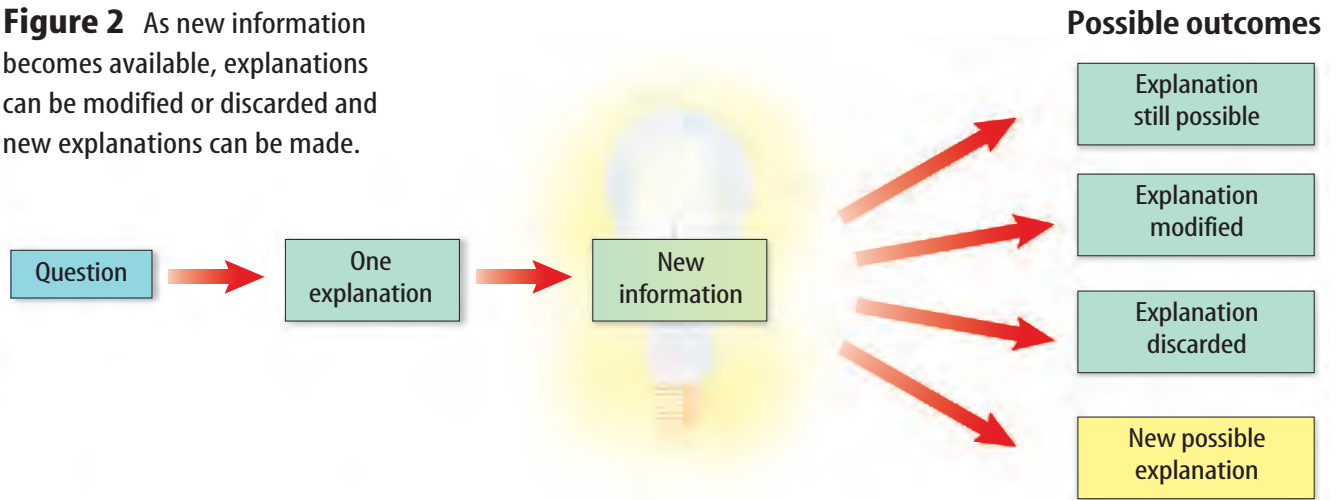 Figure 2 As new information
becomes available, explanations
can be modified or discarded and
new explanations can be made.
Possible outcomes
Question
One
explanation
New
information
Explanation
still possible
Explanation
modified
Explanation
discarded
New possible
explanation